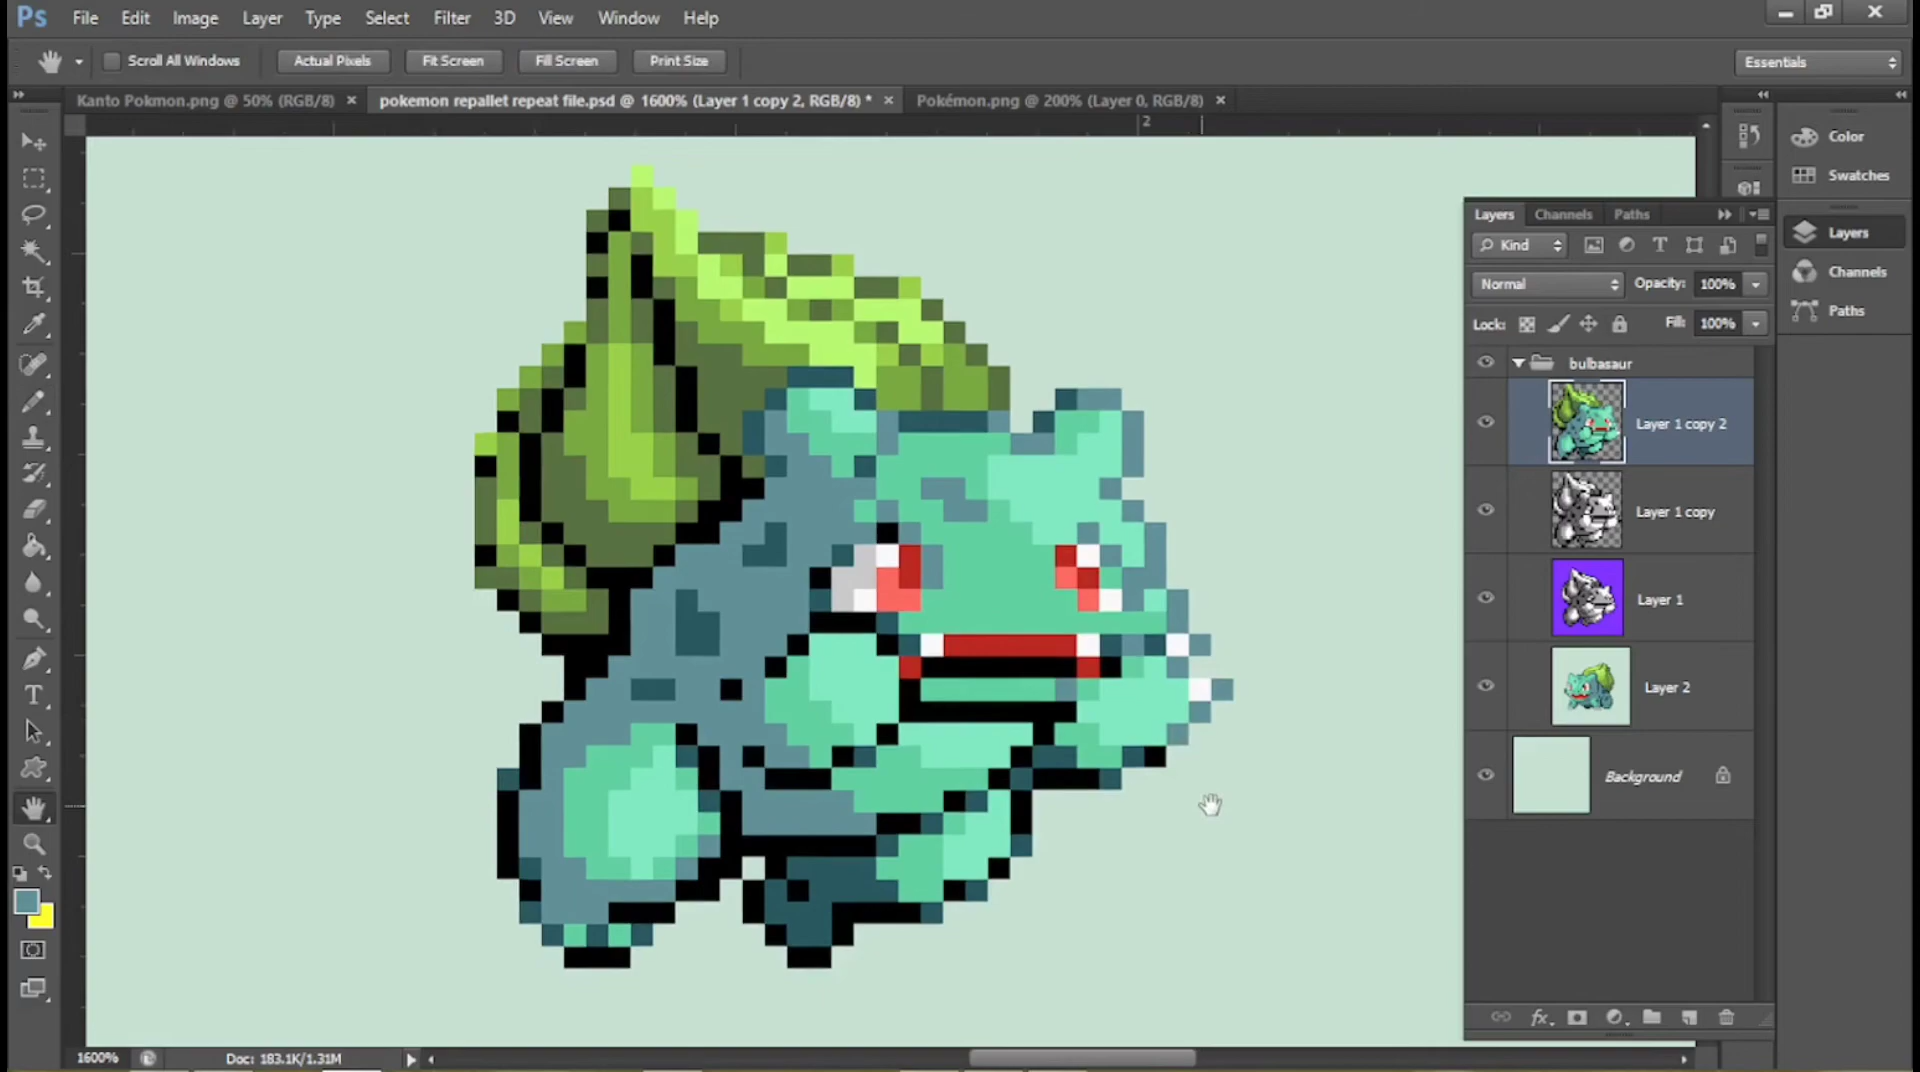 Ps File Edit Image Layer Type Select Filter 3D View Window Help
Scroll All Windows Actual Pixels Fit Screen Fill Screen Print Size Essentials
Kanto Pokmon.png @ 50% (RGB/8) × pokemon repallet repeat file.psd @ 1600% (Layer 1 copy 2, RGB/8) * × Pokémon.png @ 200% (Layer 0, RGB/8) ×
2
Color
Swatches
Layers
Channels
Paths
Layers Channels Paths
Kind
Normal Opacity: 100%
Lock: Fill: 100%
bulbasaur
Layer 1 copy 2
Layer 1 copy
Layer 1
Layer 2
Background
fx
1600% Doc: 183.1K/1.31M